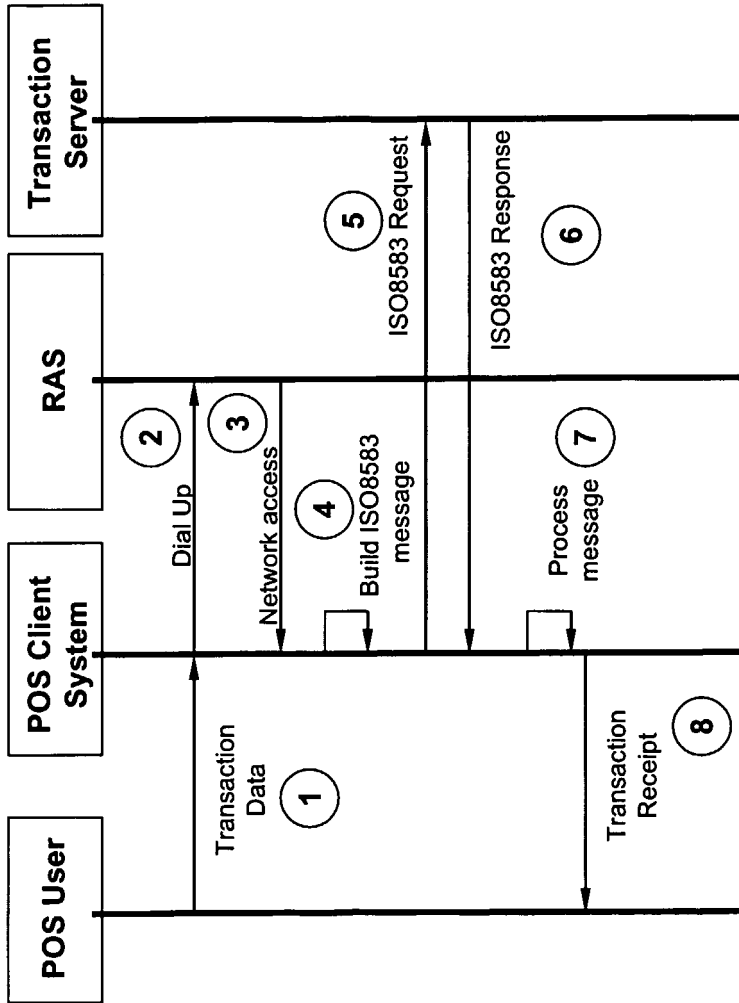 POS User
POS Client
System
RAS
Transaction
Server
Transaction
Data
1
Dial Up
2
Network access
3
4
Build ISO8583
message
5
ISO8583 Request
ISO8583 Response
6
Process
message
7
Transaction
Receipt
8